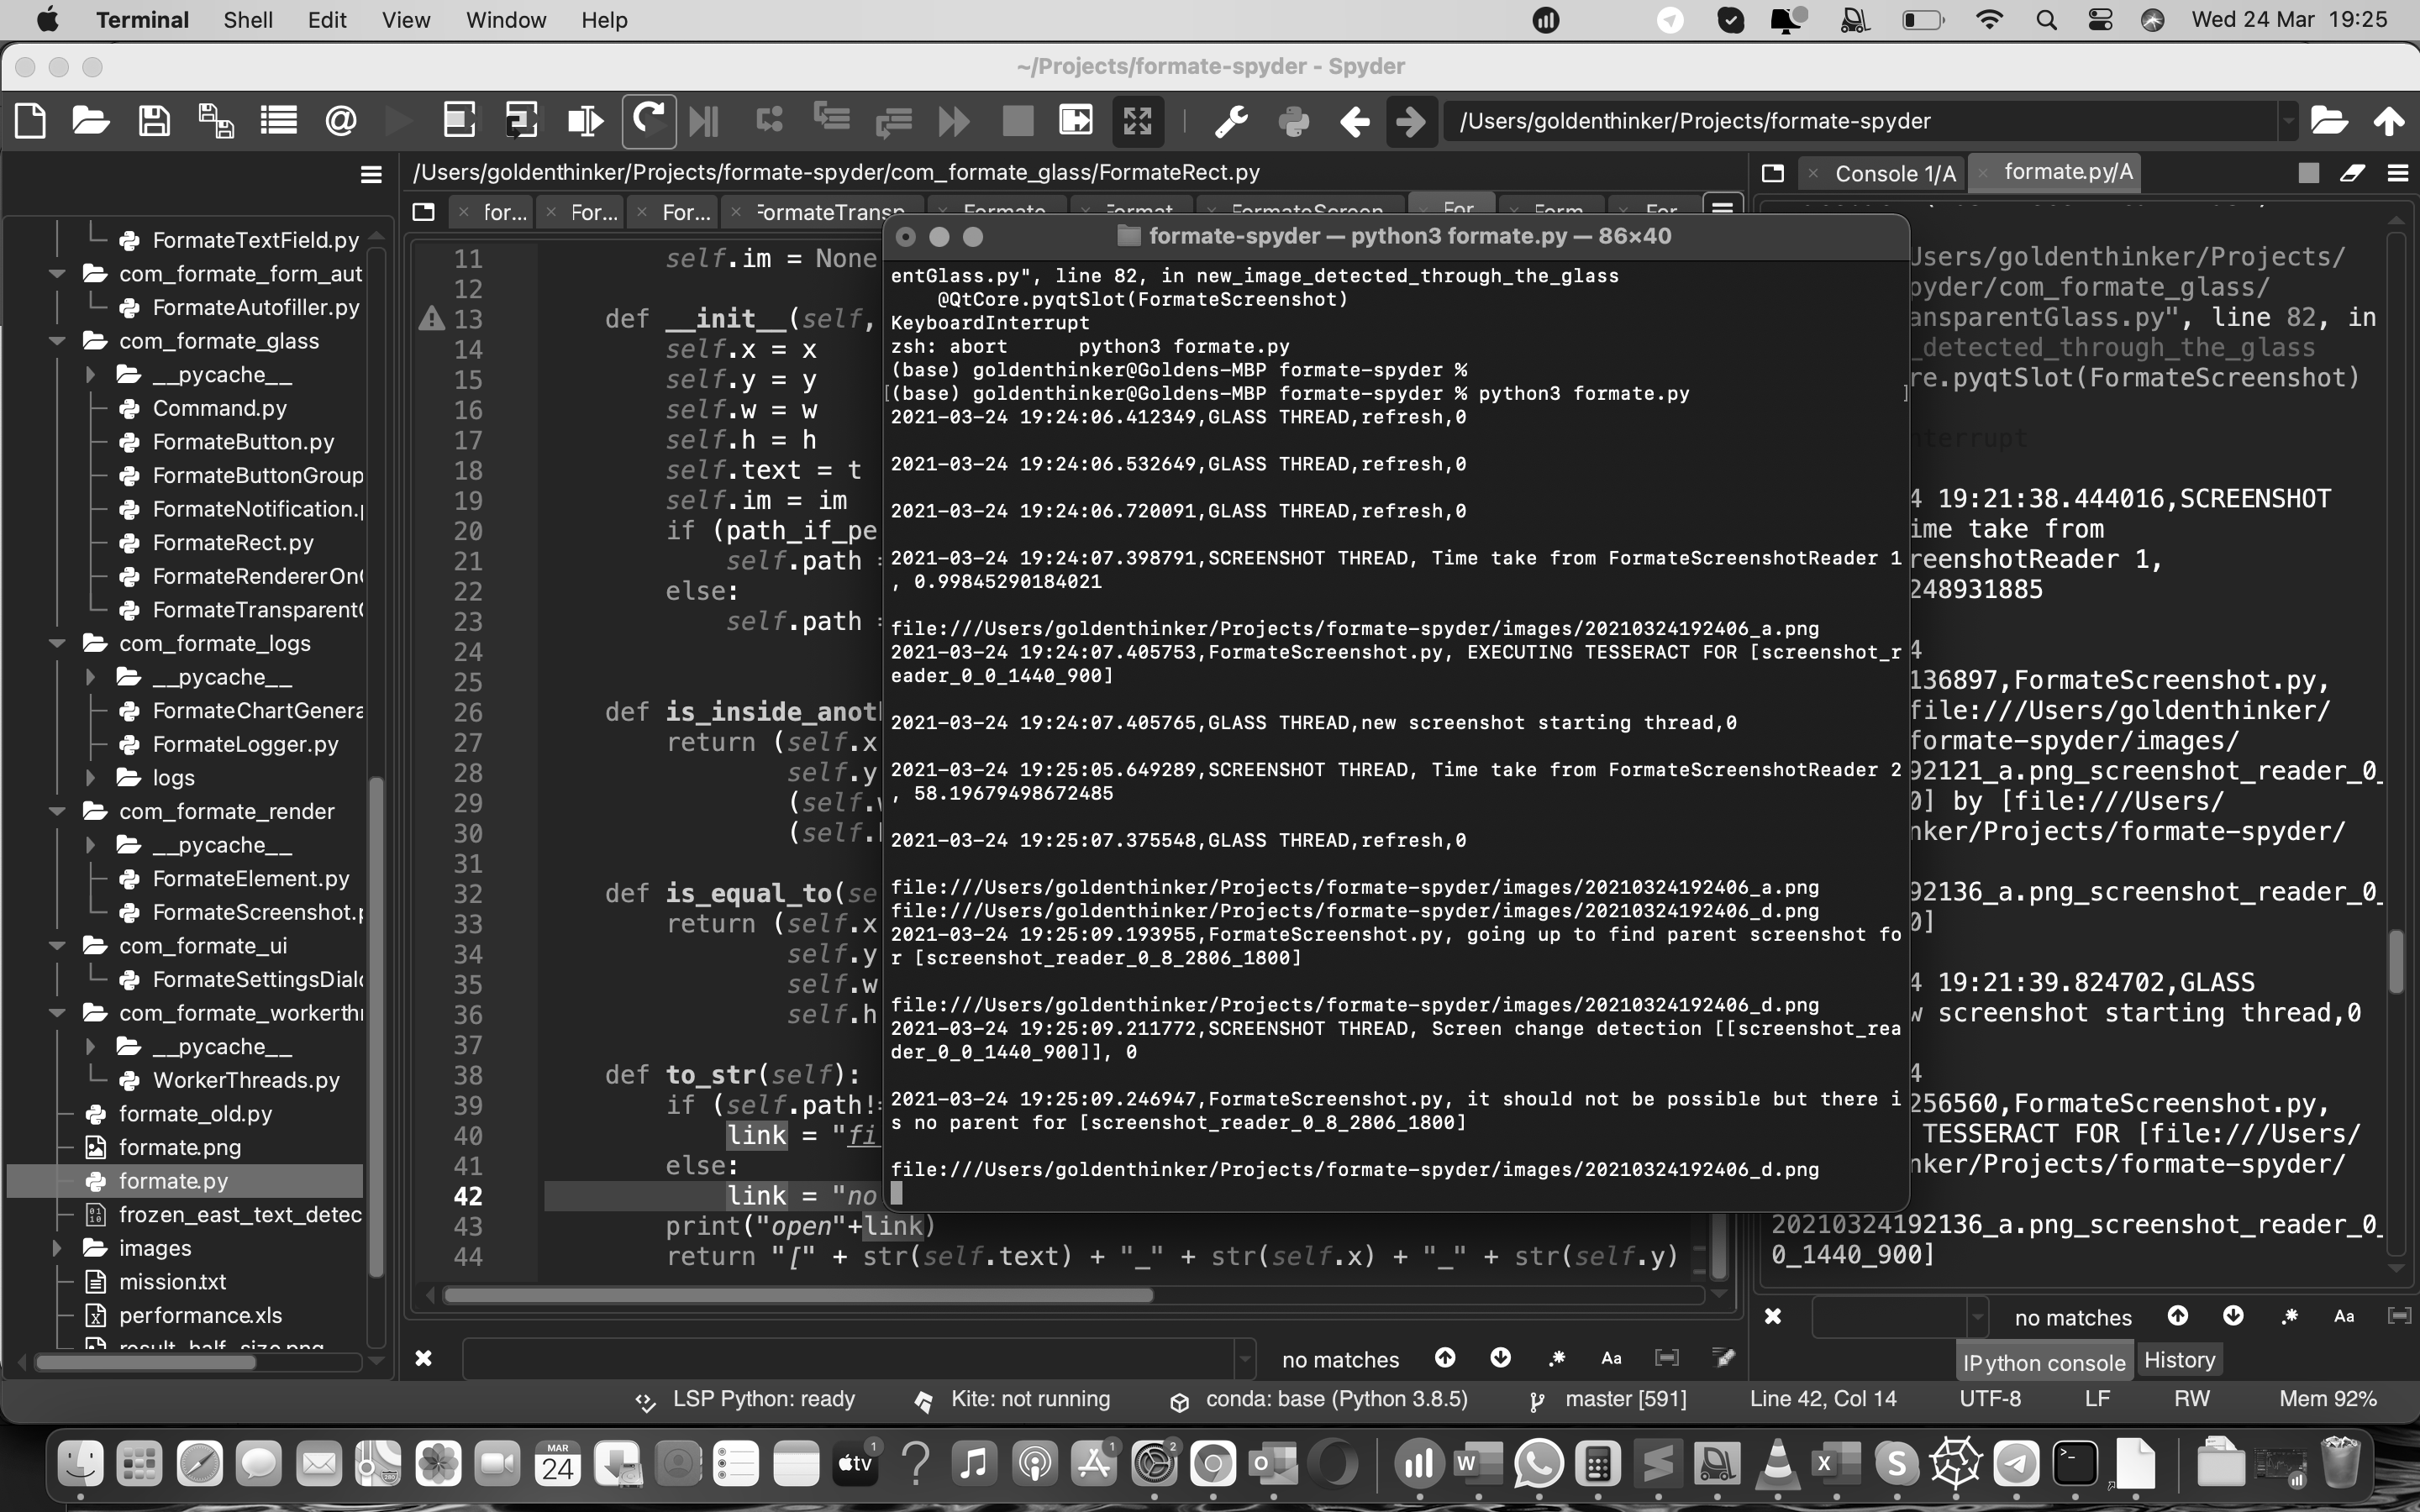 Terminal Shell Edit View Window Help Wed 24 Mar 19:25
~/Projects/formate-spyder - Spyder
/Users/goldenthinker/Projects/formate-spyder
/Users/goldenthinker/Projects/formate-spyder/com_formate_glass/FormateRect.py
for... For... For...
FormateTextField.py
com_formate_form_aut
FormateAutofiller.py
com_formate_glass
__pycache__
Command.py
FormateButton.py
FormateButtonGroup
FormateNotification.
FormateRect.py
FormateRendererOn
FormateTransparent
com_formate_logs
__pycache__
FormateChartGenera
FormateLogger.py
logs
com_formate_render
__pycache__
FormateElement.py
FormateScreenshot.
com_formate_ui
FormateSettingsDial
com_formate_workerth
__pycache__
WorkerThreads.py
formate_old.py
formate.png
formate.py
frozen_east_text_detec
images
mission.txt
performance.xls
11 self.im = None
12
13 def __init__(self,
14 self.x = x
15 self.y = y
16 self.w = w
17 self.h = h
18 self.text = t
19 self.im = im
20 if (path_if_pe
21 self.path
22 else:
23 self.path
24
25
26 def is_inside_anot
27 return (self.x
28 self.y
29 (self.
30 (self.
31
32 def is_equal_to(se
33 return (self.x
34 self.y
35 self.w
36 self.h
37
38 def to_str(self):
39 if (self.path!
40 link = "fi
41 else:
42 link = "no
43 print("open"+link)
44 return "[" + str(self.text) + "_" + str(self.x) + "_" + str(self.y)
no matches Aa
formate-spyder — python3 formate.py — 86×40
entGlass.py", line 82, in new_image_detected_through_the_glass
@QtCore.pyqtSlot(FormateScreenshot)
KeyboardInterrupt
zsh: abort python3 formate.py
(base) goldenthinker@Goldens-MBP formate-spyder %
[(base) goldenthinker@Goldens-MBP formate-spyder % python3 formate.py ]
2021-03-24 19:24:06.412349,GLASS THREAD,refresh,0
2021-03-24 19:24:06.532649,GLASS THREAD,refresh,0
2021-03-24 19:24:06.720091,GLASS THREAD,refresh,0
2021-03-24 19:24:07.398791,SCREENSHOT THREAD, Time take from FormateScreenshotReader 1
, 0.99845290184021
file:///Users/goldenthinker/Projects/formate-spyder/images/20210324192406_a.png
2021-03-24 19:24:07.405753,FormateScreenshot.py, EXECUTING TESSERACT FOR [screenshot_r
eader_0_0_1440_900]
2021-03-24 19:24:07.405765,GLASS THREAD,new screenshot starting thread,0
2021-03-24 19:25:05.649289,SCREENSHOT THREAD, Time take from FormateScreenshotReader 2
, 58.19679498672485
2021-03-24 19:25:07.375548,GLASS THREAD,refresh,0
file:///Users/goldenthinker/Projects/formate-spyder/images/20210324192406_a.png
file:///Users/goldenthinker/Projects/formate-spyder/images/20210324192406_d.png
2021-03-24 19:25:09.193955,FormateScreenshot.py, going up to find parent screenshot fo
r [screenshot_reader_0_8_2806_1800]
file:///Users/goldenthinker/Projects/formate-spyder/images/20210324192406_d.png
2021-03-24 19:25:09.211772,SCREENSHOT THREAD, Screen change detection [[screenshot_rea
der_0_0_1440_900]], 0
2021-03-24 19:25:09.246947,FormateScreenshot.py, it should not be possible but there i
s no parent for [screenshot_reader_0_8_2806_1800]
file:///Users/goldenthinker/Projects/formate-spyder/images/20210324192406_d.png
Console 1/A formate.py/A
Users/goldenthinker/Projects/
pyder/com_formate_glass/
ansparentGlass.py", line 82, in
_detected_through_the_glass
re.pyqtSlot(FormateScreenshot)
nterrupt
4 19:21:38.444016,SCREENSHOT
ime take from
reenshotReader 1,
248931885
4
136897,FormateScreenshot.py,
file:///Users/goldenthinker/
formate-spyder/images/
92121_a.png_screenshot_reader_0_
0] by [file:///Users/
nker/Projects/formate-spyder/
92136_a.png_screenshot_reader_0_
0]
4 19:21:39.824702,GLASS
w screenshot starting thread,0
4
256560,FormateScreenshot.py,
TESSERACT FOR [file:///Users/
nker/Projects/formate-spyder/
20210324192136_a.png_screenshot_reader_0_
0_1440_900]
no matches Aa
IPython console History
LSP Python: ready Kite: not running conda: base (Python 3.8.5) master [591] Line 42, Col 14 UTF-8 LF RW Mem 92%
MAR
24
tv 1
1
2